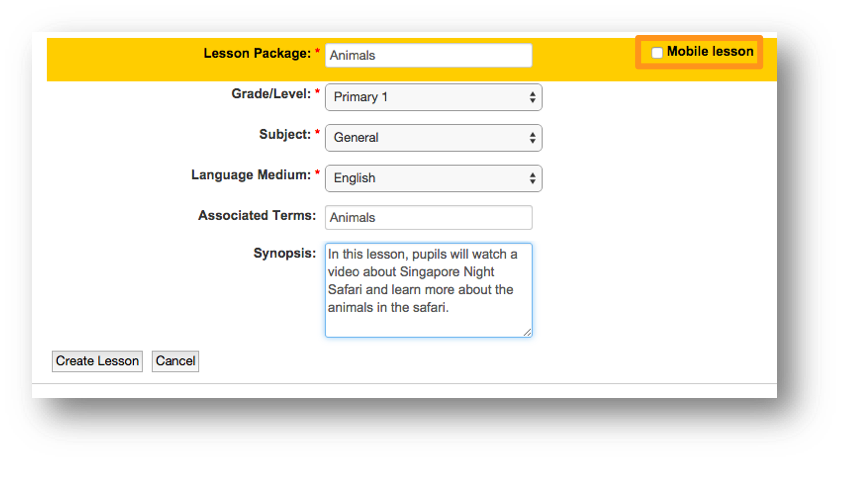 Lesson Package: * Animals
Mobile lesson
Grade/Level: * Primary 1
Subject: * General
Language Medium: * English
Associated Terms: Animals
Synopsis: In this lesson, pupils will watch a
video about Singapore Night
Safari and learn more about the
animals in the safari.
Create Lesson Cancel